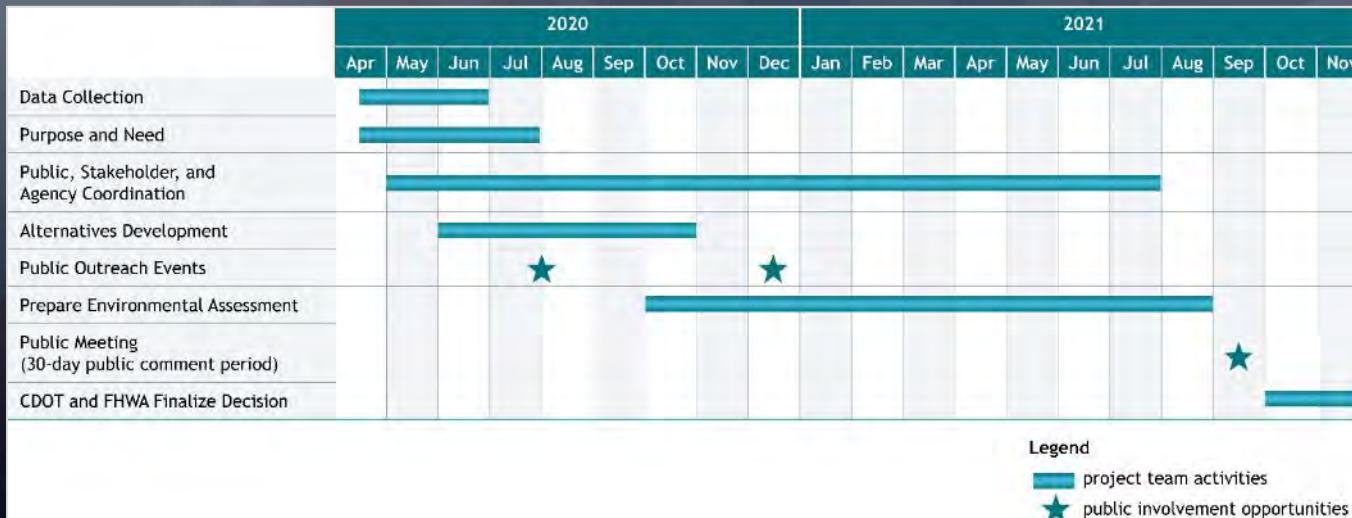 2020 2021
Apr May Jun Jul Aug Sep Oct Nov Dec Jan Feb Mar Apr May Jun Jul Aug Sep Oct Nov
Data Collection
Purpose and Need
Public, Stakeholder, and
Agency Coordination
Alternatives Development
Public Outreach Events
Prepare Environmental Assessment
Public Meeting
(30-day public comment period)
CDOT and FHWA Finalize Decision
Legend
project team activities
public involvement opportunities